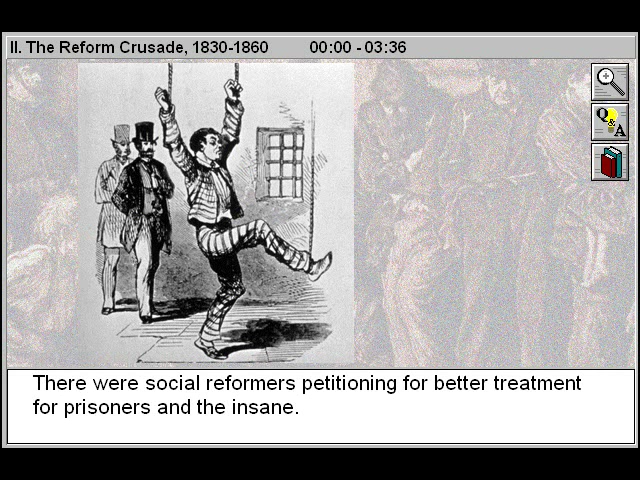 II. The Reform Crusade, 1830-1860 00:00 - 03:36
Q&A
There were social reformers petitioning for better treatment
for prisoners and the insane.